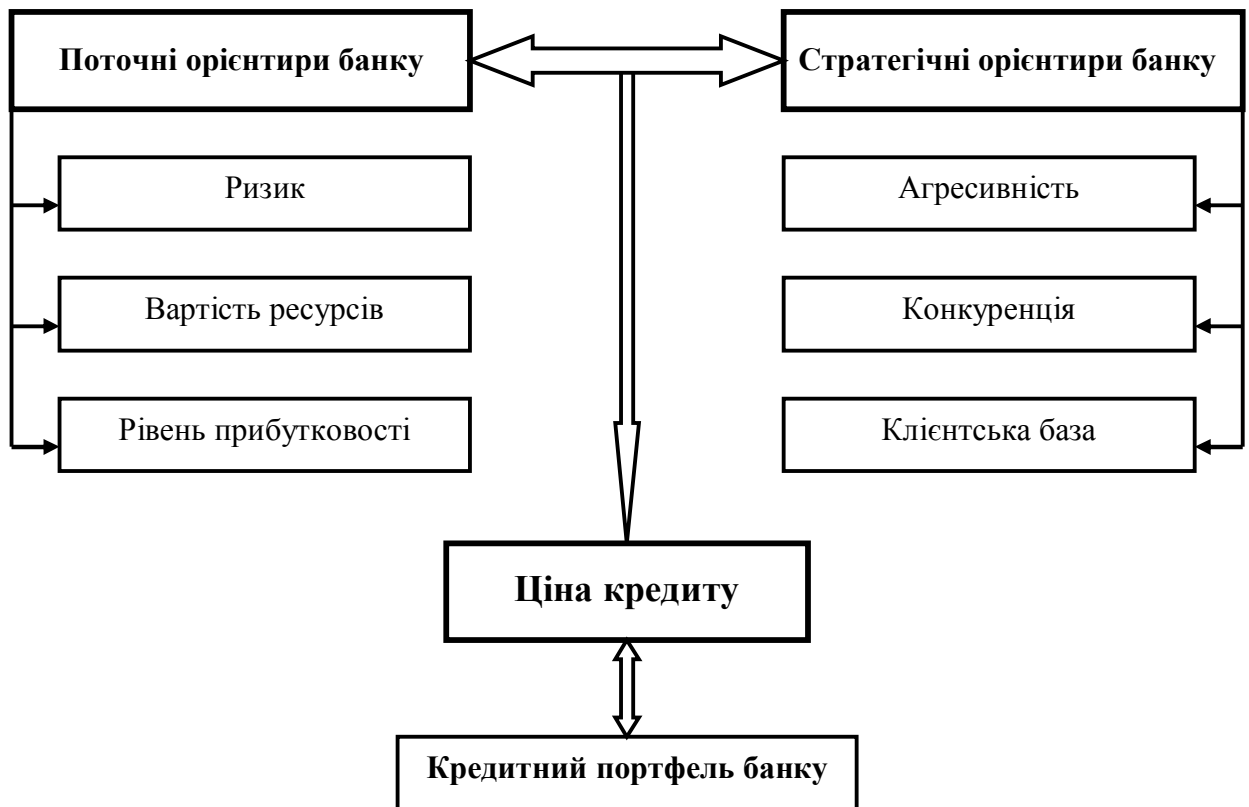 Поточні орієнтири банку
Стратегічні орієнтири банку
Ризик
Агресивність
Вартість ресурсів
Конкуренція
Рівень прибутковості
Клієнтська база
Ціна кредиту
Кредитний портфель банку